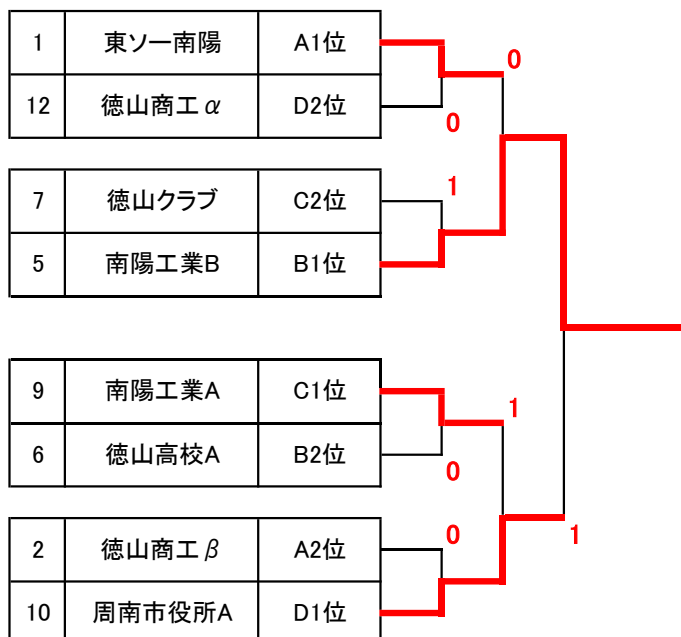 1 東ソー南陽 A1位
0
12 徳山商工α D2位
0
7 徳山クラブ C2位
1
5 南陽工業B B1位
9 南陽工業A C1位
1
6 徳山高校A B2位
0
2 徳山商工β A2位
0
1
10 周南市役所A D1位